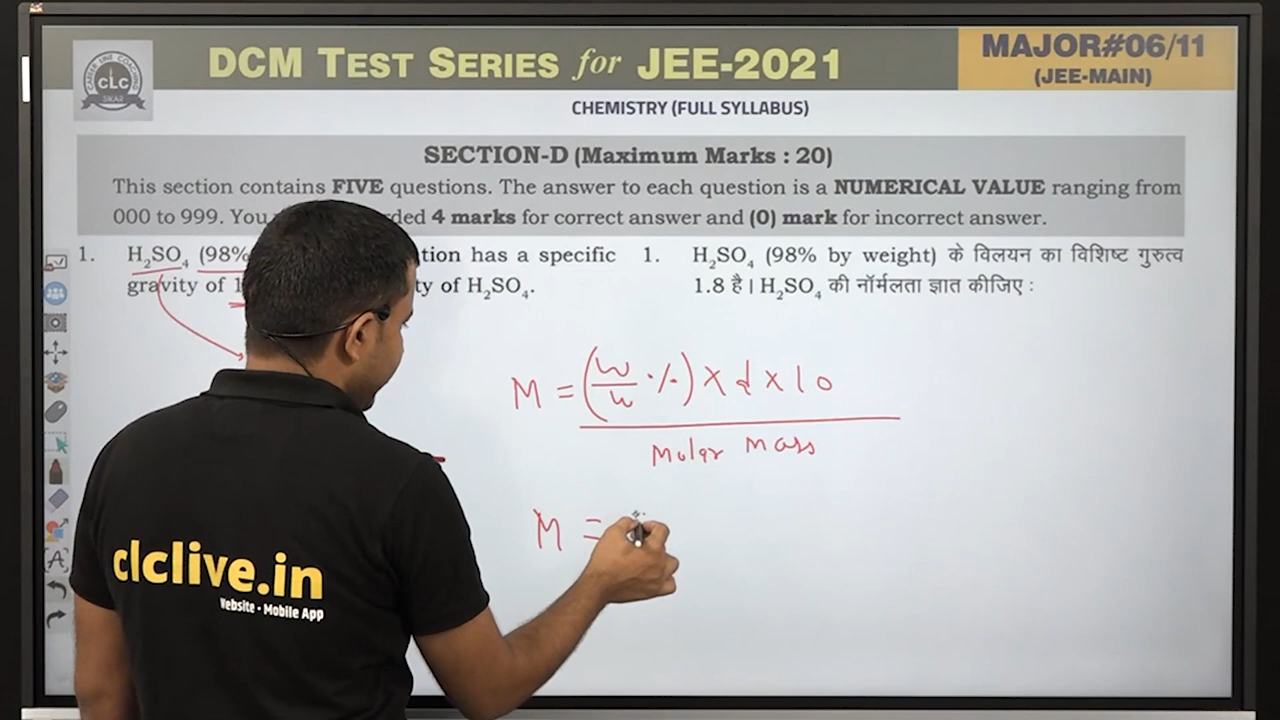 CAREER LINE COACHING
CLC
SIKAR
DCM TEST SERIES for JEE-2021
MAJOR#06/11
(JEE-MAIN)
CHEMISTRY (FULL SYLLABUS)
SECTION-D (Maximum Marks : 20)
This section contains FIVE questions. The answer to each question is a NUMERICAL VALUE ranging from
000 to 999. You rded 4 marks for correct answer and (0) mark for incorrect answer.
1. H₂SO₄ (98% tion has a specific
gravity of 1 ty of H₂SO₄.
1. H₂SO₄ (98% by weight) के विलयन का विशिष्ट गुरुत्व
1.8 है। H₂SO₄ की नॉर्मलता ज्ञात कीजिए :
M = (w/w %) × d × 10
Molar mass
M =
clclive.in
Website • Mobile App